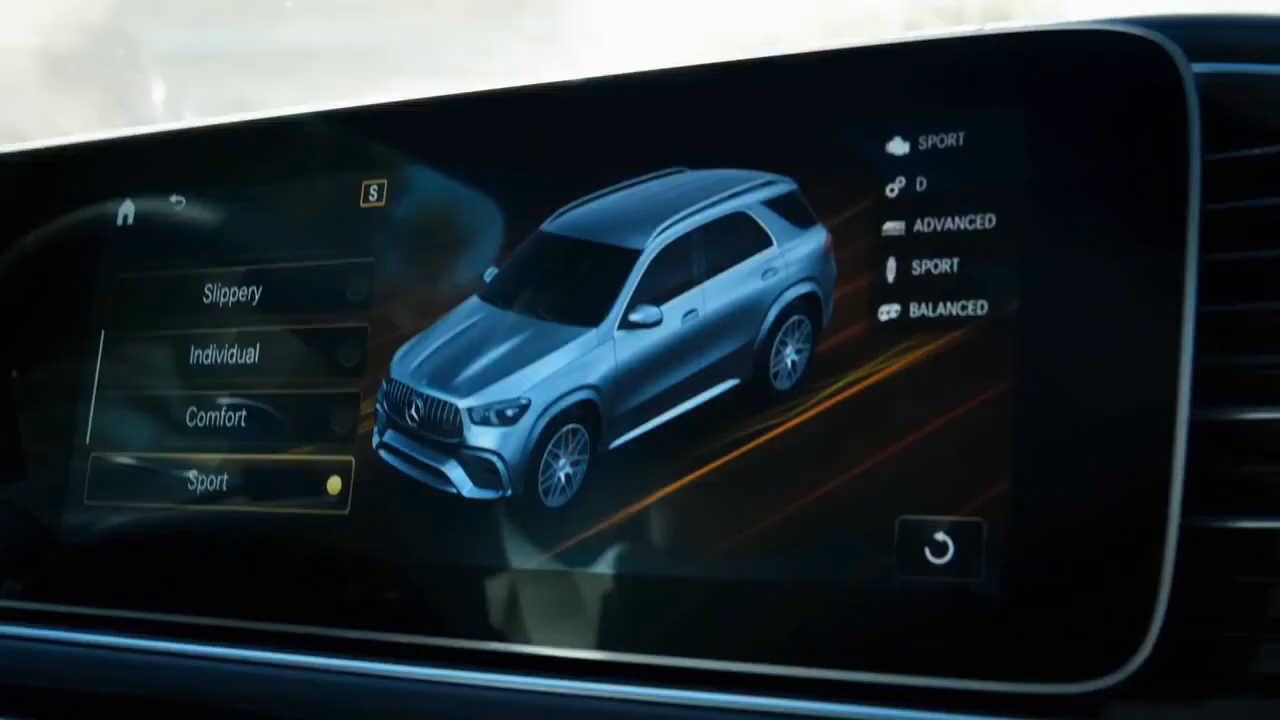 S
Slippery
Individual
Comfort
Sport
SPORT
D
ADVANCED
SPORT
BALANCED